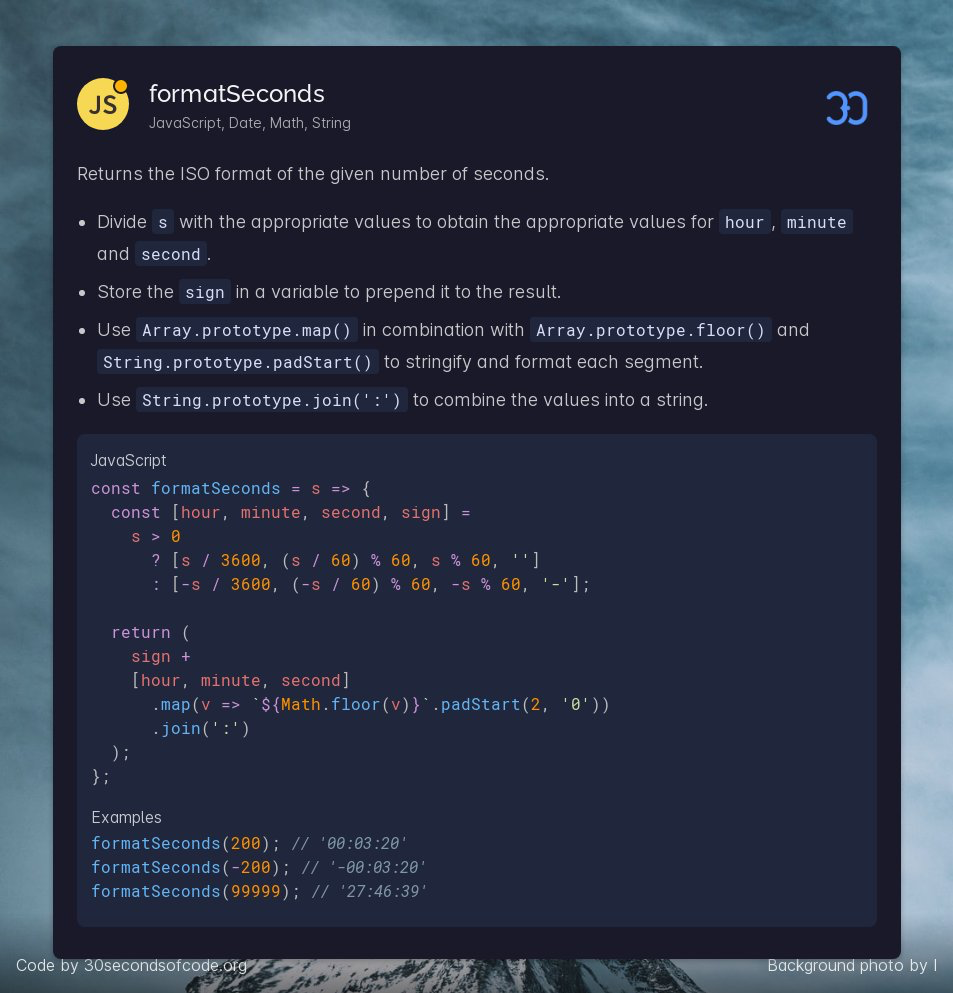 JS
formatSeconds
JavaScript, Date, Math, String
30
Returns the ISO format of the given number of seconds.
• Divide s with the appropriate values to obtain the appropriate values for hour, minute
and second.
• Store the sign in a variable to prepend it to the result.
• Use Array.prototype.map() in combination with Array.prototype.floor() and
String.prototype.padStart() to stringify and format each segment.
• Use String.prototype.join(':') to combine the values into a string.
JavaScript
const formatSeconds = s => {
  const [hour, minute, second, sign] =
    s > 0
      ? [s / 3600, (s / 60) % 60, s % 60, '']
      : [-s / 3600, (-s / 60) % 60, -s % 60, '-'];

  return (
    sign +
    [hour, minute, second]
      .map(v => `${Math.floor(v)}`.padStart(2, '0'))
      .join(':')
  );
};
Examples
formatSeconds(200); // '00:03:20'
formatSeconds(-200); // '-00:03:20'
formatSeconds(99999); // '27:46:39'
Code by 30secondsofcode.org
Background photo by I